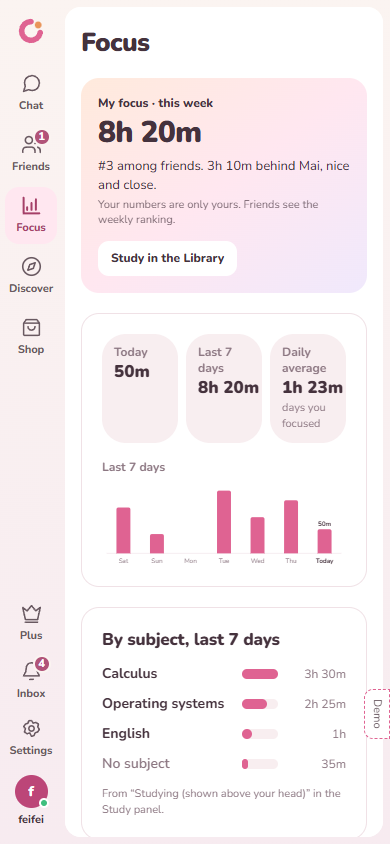 Focus
Chat
1
Friends
Focus
Discover
Shop
Plus
4
Inbox
Settings
f
feifei
My focus · this week
8h 20m
#3 among friends. 3h 10m behind Mai, nice
and close.
Your numbers are only yours. Friends see the
weekly ranking.
Study in the Library
Today
50m
Last 7
days
8h 20m
Daily
average
1h 23m
days you
focused
Last 7 days
50m
Sat Sun Mon Tue Wed Thu Today
By subject, last 7 days
Calculus 3h 30m
Operating systems 2h 25m
English 1h
No subject 35m
From “Studying (shown above your head)” in the
Study panel.
Demo